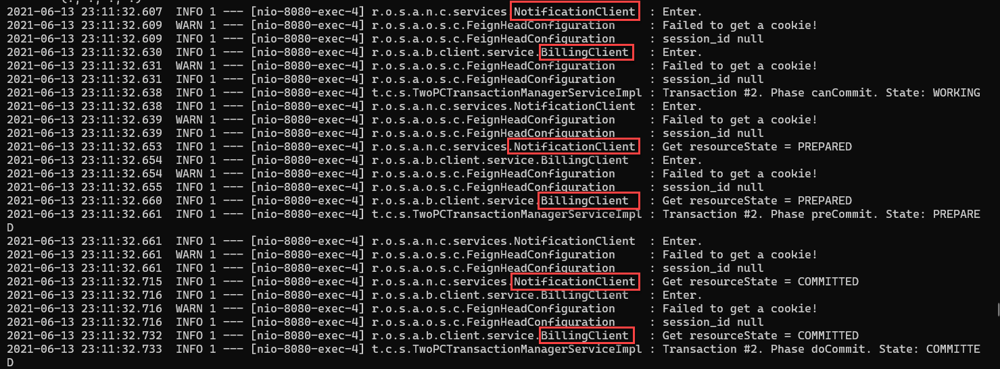 2021-06-13 23:11:32.607  INFO 1 --- [nio-8080-exec-4] r.o.s.a.n.c.services.NotificationClient  : Enter.
2021-06-13 23:11:32.609  WARN 1 --- [nio-8080-exec-4] r.o.s.a.o.s.c.FeignHeadConfiguration     : Failed to get a cookie!
2021-06-13 23:11:32.609  INFO 1 --- [nio-8080-exec-4] r.o.s.a.o.s.c.FeignHeadConfiguration     : session_id null
2021-06-13 23:11:32.630  INFO 1 --- [nio-8080-exec-4] r.o.s.a.b.client.service.BillingClient   : Enter.
2021-06-13 23:11:32.631  WARN 1 --- [nio-8080-exec-4] r.o.s.a.o.s.c.FeignHeadConfiguration     : Failed to get a cookie!
2021-06-13 23:11:32.631  INFO 1 --- [nio-8080-exec-4] r.o.s.a.o.s.c.FeignHeadConfiguration     : session_id null
2021-06-13 23:11:32.638  INFO 1 --- [nio-8080-exec-4] t.c.s.TwoPCTransactionManagerServiceImpl : Transaction #2. Phase canCommit. State: WORKING
2021-06-13 23:11:32.638  INFO 1 --- [nio-8080-exec-4] r.o.s.a.n.c.services.NotificationClient  : Enter.
2021-06-13 23:11:32.639  WARN 1 --- [nio-8080-exec-4] r.o.s.a.o.s.c.FeignHeadConfiguration     : Failed to get a cookie!
2021-06-13 23:11:32.639  INFO 1 --- [nio-8080-exec-4] r.o.s.a.o.s.c.FeignHeadConfiguration     : session_id null
2021-06-13 23:11:32.653  INFO 1 --- [nio-8080-exec-4] r.o.s.a.n.c.services.NotificationClient  : Get resourceState = PREPARED
2021-06-13 23:11:32.654  INFO 1 --- [nio-8080-exec-4] r.o.s.a.b.client.service.BillingClient   : Enter.
2021-06-13 23:11:32.654  WARN 1 --- [nio-8080-exec-4] r.o.s.a.o.s.c.FeignHeadConfiguration     : Failed to get a cookie!
2021-06-13 23:11:32.655  INFO 1 --- [nio-8080-exec-4] r.o.s.a.o.s.c.FeignHeadConfiguration     : session_id null
2021-06-13 23:11:32.660  INFO 1 --- [nio-8080-exec-4] r.o.s.a.b.client.service.BillingClient   : Get resourceState = PREPARED
2021-06-13 23:11:32.661  INFO 1 --- [nio-8080-exec-4] t.c.s.TwoPCTransactionManagerServiceImpl : Transaction #2. Phase preCommit. State: PREPARE
D
2021-06-13 23:11:32.661  INFO 1 --- [nio-8080-exec-4] r.o.s.a.n.c.services.NotificationClient  : Enter.
2021-06-13 23:11:32.661  WARN 1 --- [nio-8080-exec-4] r.o.s.a.o.s.c.FeignHeadConfiguration     : Failed to get a cookie!
2021-06-13 23:11:32.661  INFO 1 --- [nio-8080-exec-4] r.o.s.a.o.s.c.FeignHeadConfiguration     : session_id null
2021-06-13 23:11:32.715  INFO 1 --- [nio-8080-exec-4] r.o.s.a.n.c.services.NotificationClient  : Get resourceState = COMMITTED
2021-06-13 23:11:32.716  INFO 1 --- [nio-8080-exec-4] r.o.s.a.b.client.service.BillingClient   : Enter.
2021-06-13 23:11:32.716  WARN 1 --- [nio-8080-exec-4] r.o.s.a.o.s.c.FeignHeadConfiguration     : Failed to get a cookie!
2021-06-13 23:11:32.716  INFO 1 --- [nio-8080-exec-4] r.o.s.a.o.s.c.FeignHeadConfiguration     : session_id null
2021-06-13 23:11:32.732  INFO 1 --- [nio-8080-exec-4] r.o.s.a.b.client.service.BillingClient   : Get resourceState = COMMITTED
2021-06-13 23:11:32.733  INFO 1 --- [nio-8080-exec-4] t.c.s.TwoPCTransactionManagerServiceImpl : Transaction #2. Phase doCommit. State: COMMITTE
D